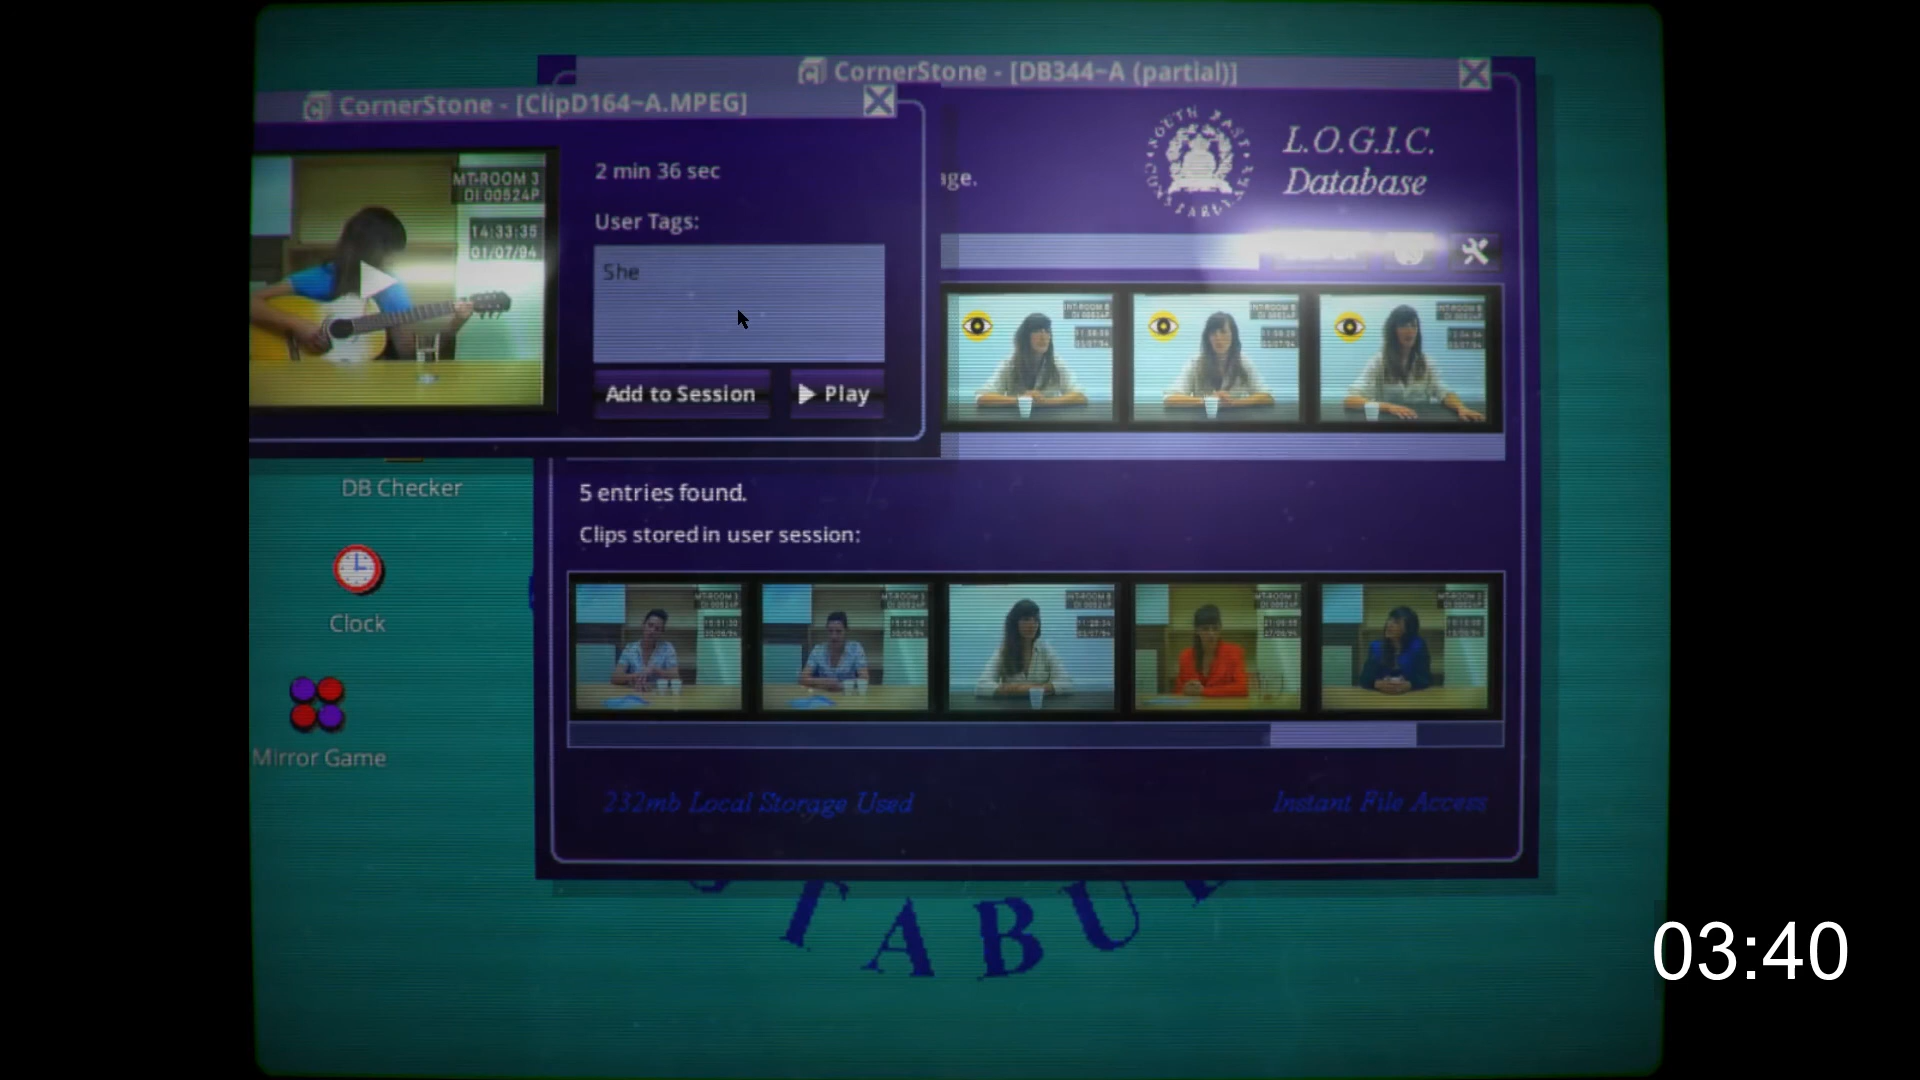 CornerStone - [DB344~A (partial)]
CornerStone - [ClipD164~A.MPEG]
L.O.G.I.C.
Database
2 min 36 sec
age.
MT-ROOM 3
DI:00524P
14:33:35
01/07/94
User Tags:
She
Add to Session
Play
DB Checker
5 entries found.
Clips stored in user session:
Clock
Mirror Game
232mb Local Storage Used
Instant File Access
TABU
03:40